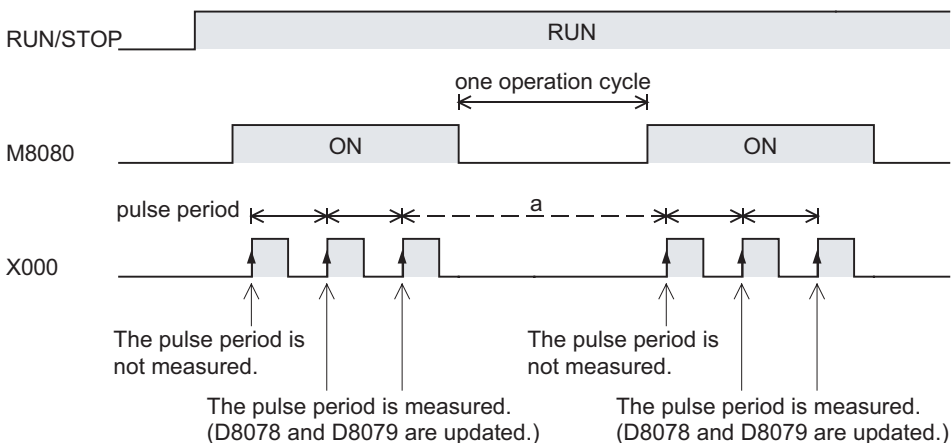 RUN/STOP
RUN
one operation cycle
M8080
ON
ON
pulse period
a
X000
The pulse period is
not measured.
The pulse period is
not measured.
The pulse period is measured.
(D8078 and D8079 are updated.)
The pulse period is measured.
(D8078 and D8079 are updated.)